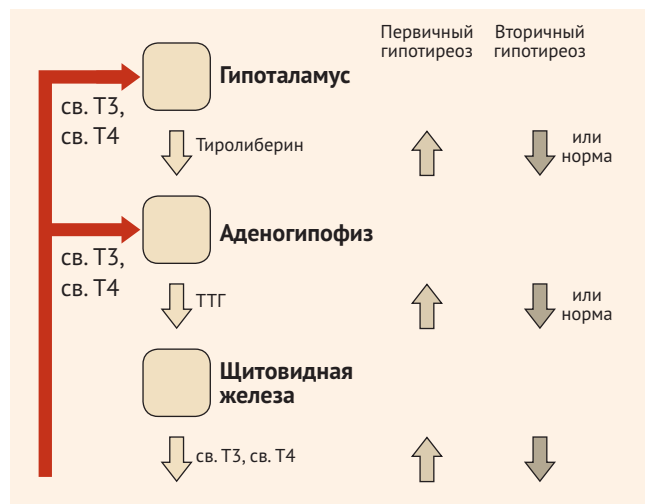 Первичный
гипотиреоз
Вторичный
гипотиреоз
Гипоталамус
св. Т3,
св. Т4
Тиролиберин
или
норма
Аденогипофиз
св. Т3,
св. Т4
ТТГ
или
норма
Щитовидная
железа
св. Т3, св. Т4